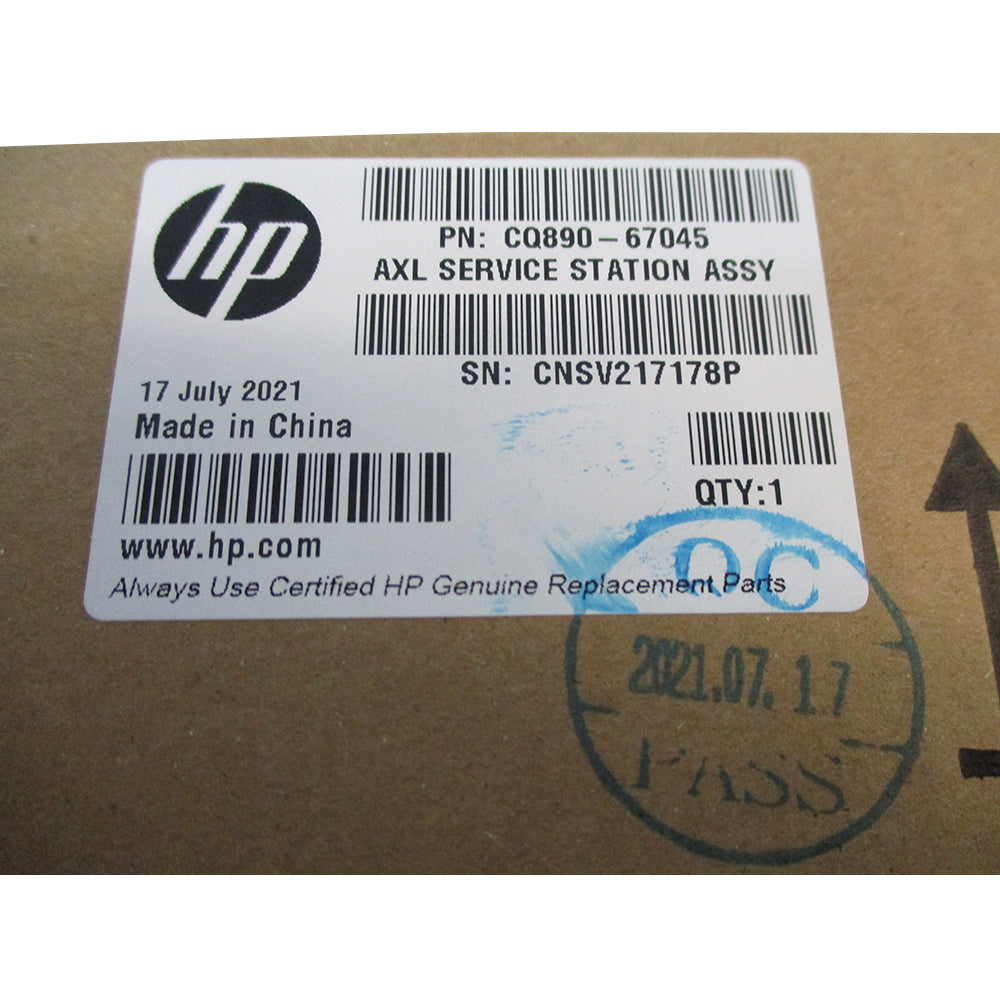 hp
PN: CQ890-67045
AXL SERVICE STATION ASSY
SN: CNSV217178P
17 July 2021
Made in China
QTY:1
www.hp.com
Always Use Certified HP Genuine Replacement Parts
QC
2021.07.17
PASS